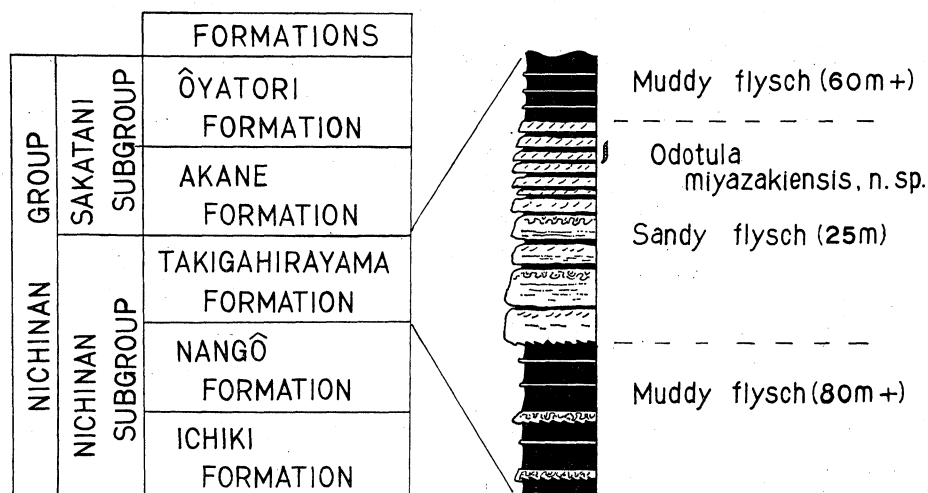 FORMATIONS
NICHINAN GROUP
SAKATANI SUBGROUP
ÔYATORI
FORMATION
AKANE
FORMATION
NICHINAN SUBGROUP
TAKIGAHIRAYAMA
FORMATION
NANGÔ
FORMATION
ICHIKI
FORMATION
Muddy flysch (60m+)
Odotula
miyazakiensis, n. sp.
Sandy flysch (25m)
Muddy flysch (80m+)